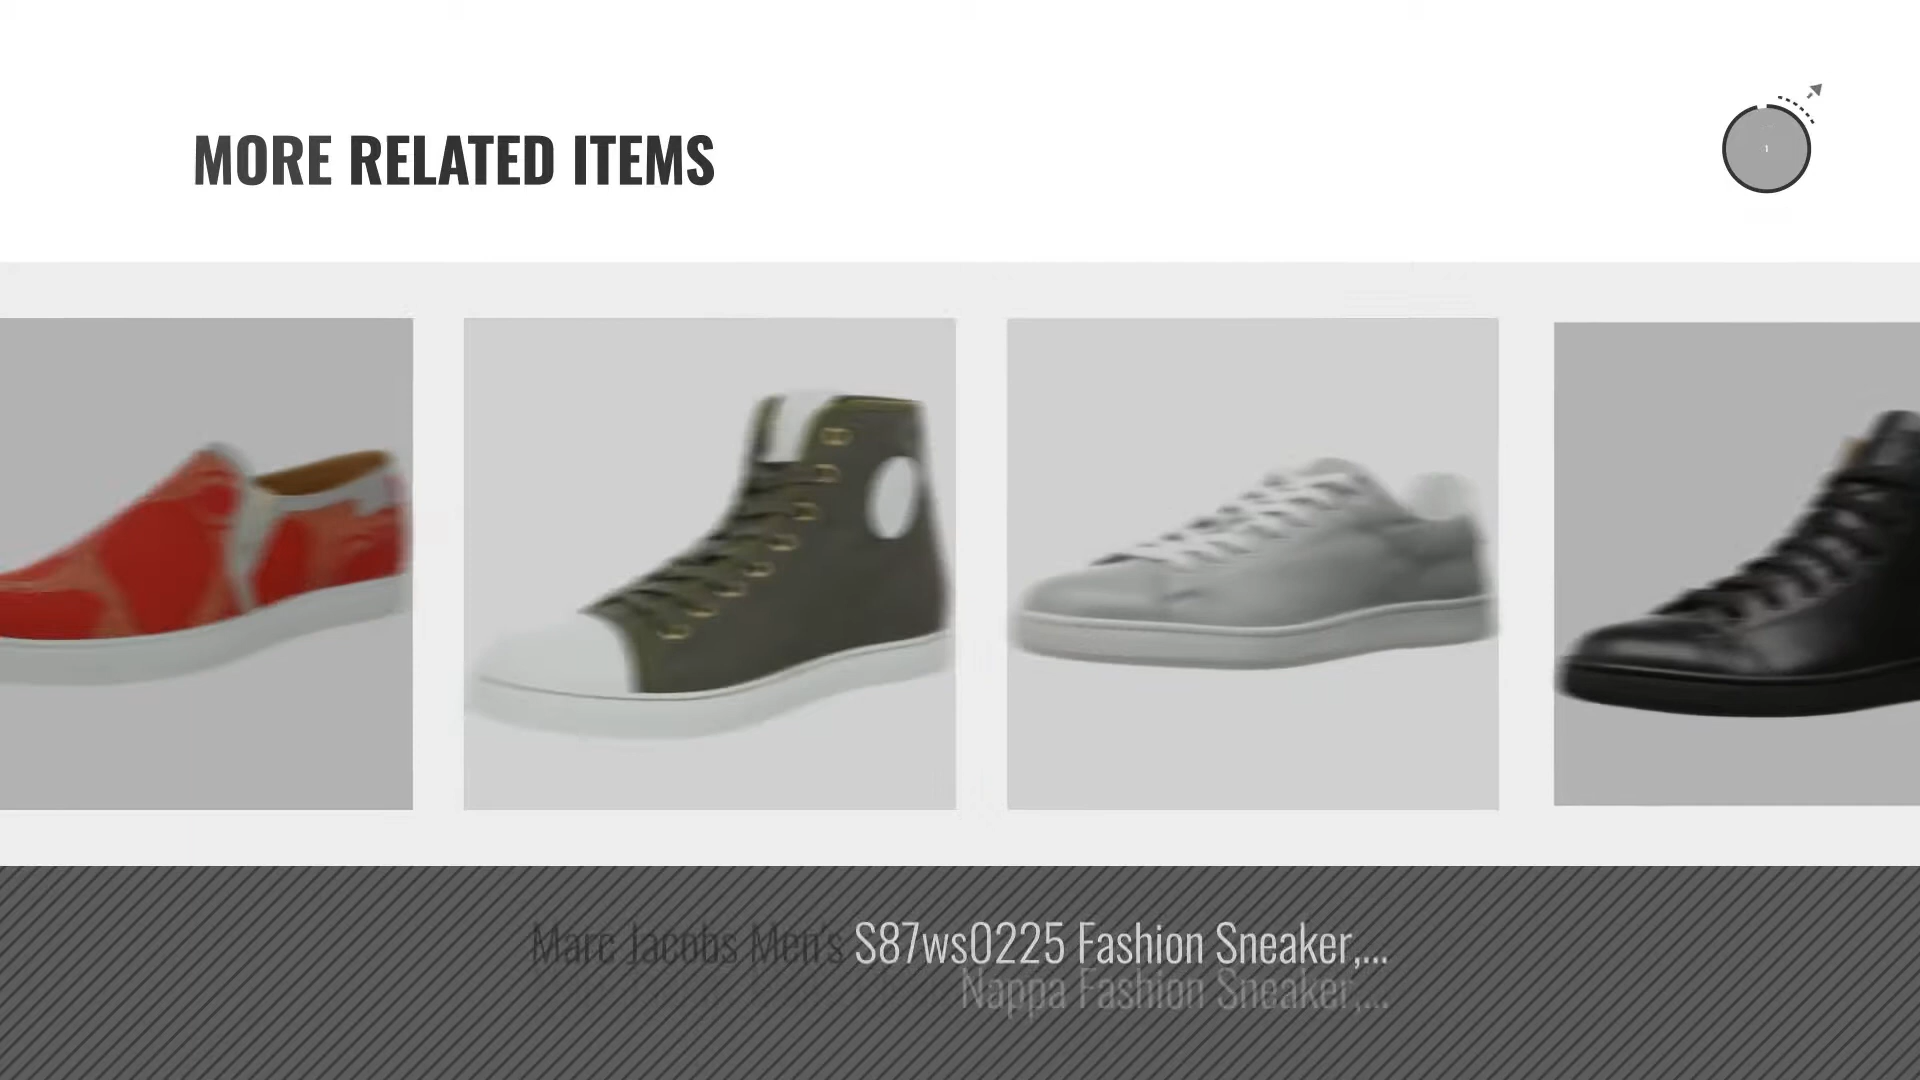 MORE RELATED ITEMS
Marc Jacobs Men's S87ws0225 Fashion Sneaker,...
Nappa Fashion Sneaker,...